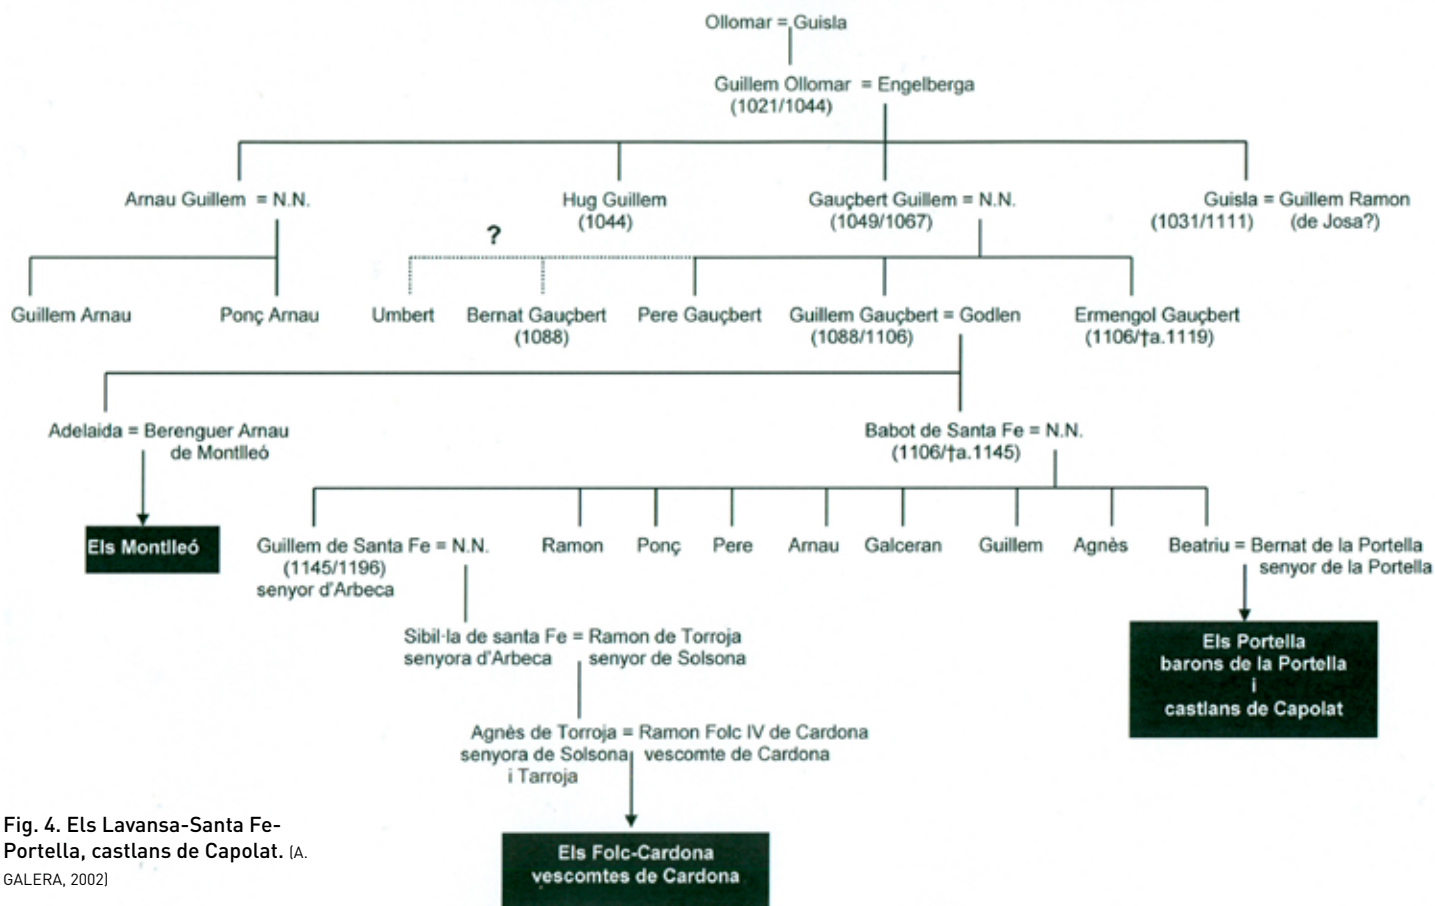 Ollomar = Guisla
Guillem Ollomar = Engelberga
(1021/1044)
Arnau Guillem = N.N.
Hug Guillem
(1044)
Gauçbert Guillem = N.N.
(1049/1067)
Guisla = Guillem Ramon
(1031/1111) (de Josa?)
?
Guillem Arnau
Ponç Arnau
Umbert
Bernat Gauçbert
(1088)
Pere Gauçbert
Guillem Gauçbert = Godlen
(1088/1106)
Ermengol Gauçbert
(1106/†a.1119)
Adelaida = Berenguer Arnau
de Montlleó
Babot de Santa Fe = N.N.
(1106/†a.1145)
Els Montlleó
Guillem de Santa Fe = N.N.
(1145/1196)
senyor d'Arbeca
Ramon
Ponç
Pere
Arnau
Galceran
Guillem
Agnès
Beatriu = Bernat de la Portella
senyor de la Portella
Sibil·la de santa Fe = Ramon de Torroja
senyora d'Arbeca senyor de Solsona
Els Portella
barons de la Portella
i
castlans de Capolat
Agnès de Torroja = Ramon Folc IV de Cardona
senyora de Solsona vescomte de Cardona
i Tarroja
Els Folc-Cardona
vescomtes de Cardona
Fig. 4. Els Lavansa-Santa Fe-
Portella, castlans de Capolat. (A.
GALERA, 2002)